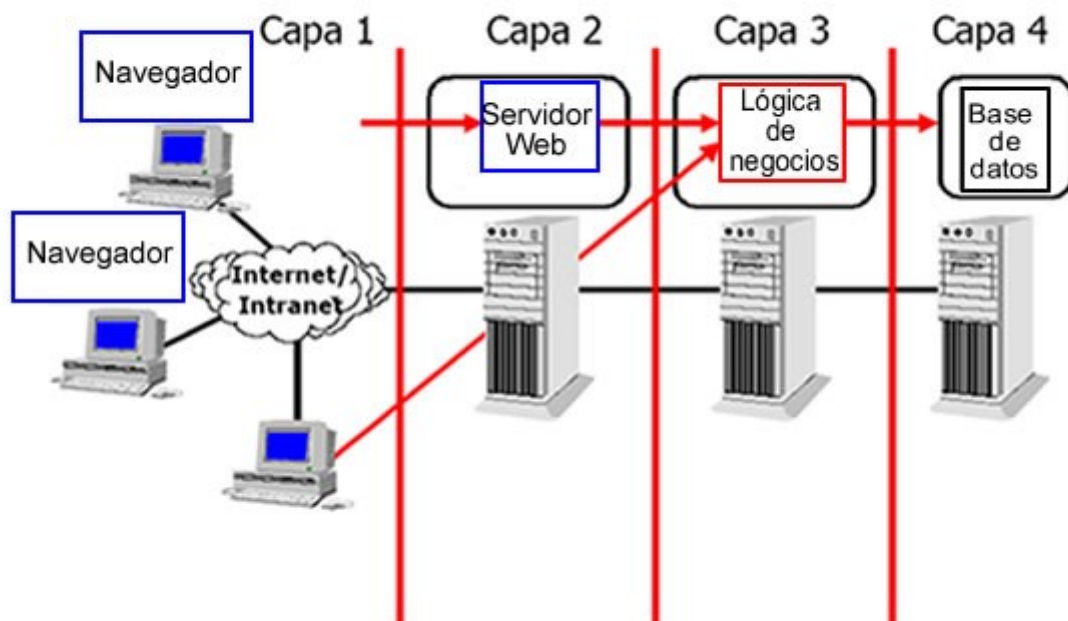 Capa 1
Capa 2
Capa 3
Capa 4
Navegador
Servidor
Web
Lógica
de
negocios
Base
de
datos
Navegador
Internet/
Intranet